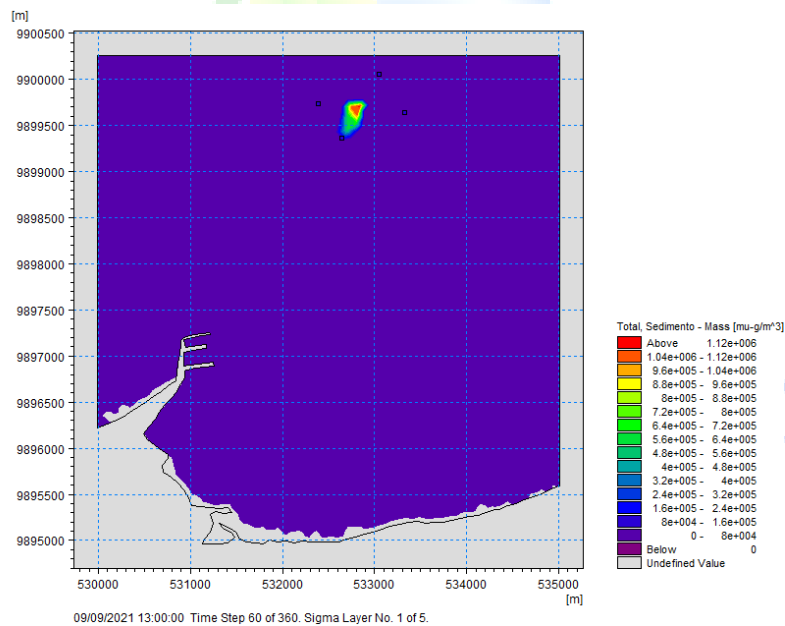 [m]
9900500
9900000
9899500
9899000
9898500
9898000
9897500
9897000
9896500
9896000
9895500
9895000
530000 531000 532000 533000 534000 535000
[m]
09/09/2021 13:00:00 Time Step 60 of 360. Sigma Layer No. 1 of 5.
Total, Sedimento - Mass [mu-g/m^3]
Above 1.12e+006
1.04e+006 - 1.12e+006
9.6e+005 - 1.04e+006
8.8e+005 - 9.6e+005
8e+005 - 8.8e+005
7.2e+005 - 8e+005
6.4e+005 - 7.2e+005
5.6e+005 - 6.4e+005
4.8e+005 - 5.6e+005
4e+005 - 4.8e+005
3.2e+005 - 4e+005
2.4e+005 - 3.2e+005
1.6e+005 - 2.4e+005
8e+004 - 1.6e+005
0 - 8e+004
Below 0
Undefined Value